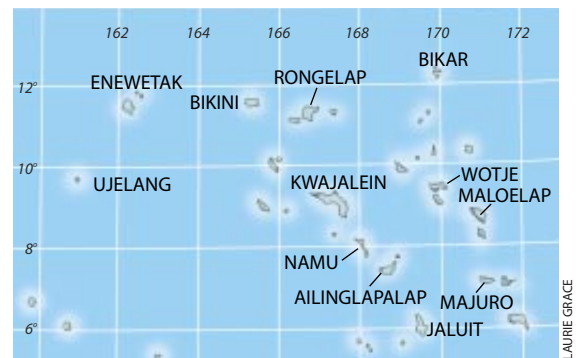 162 164 166 168 170 172
BIKAR
RONGELAP
ENEWETAK
12°
BIKINI
10°
WOTJE
KWAJALEIN
UJELANG
MALOELAP
8°
NAMU
AILINGLAPALAP
MAJURO
JALUIT
6°
LAURIE GRACE